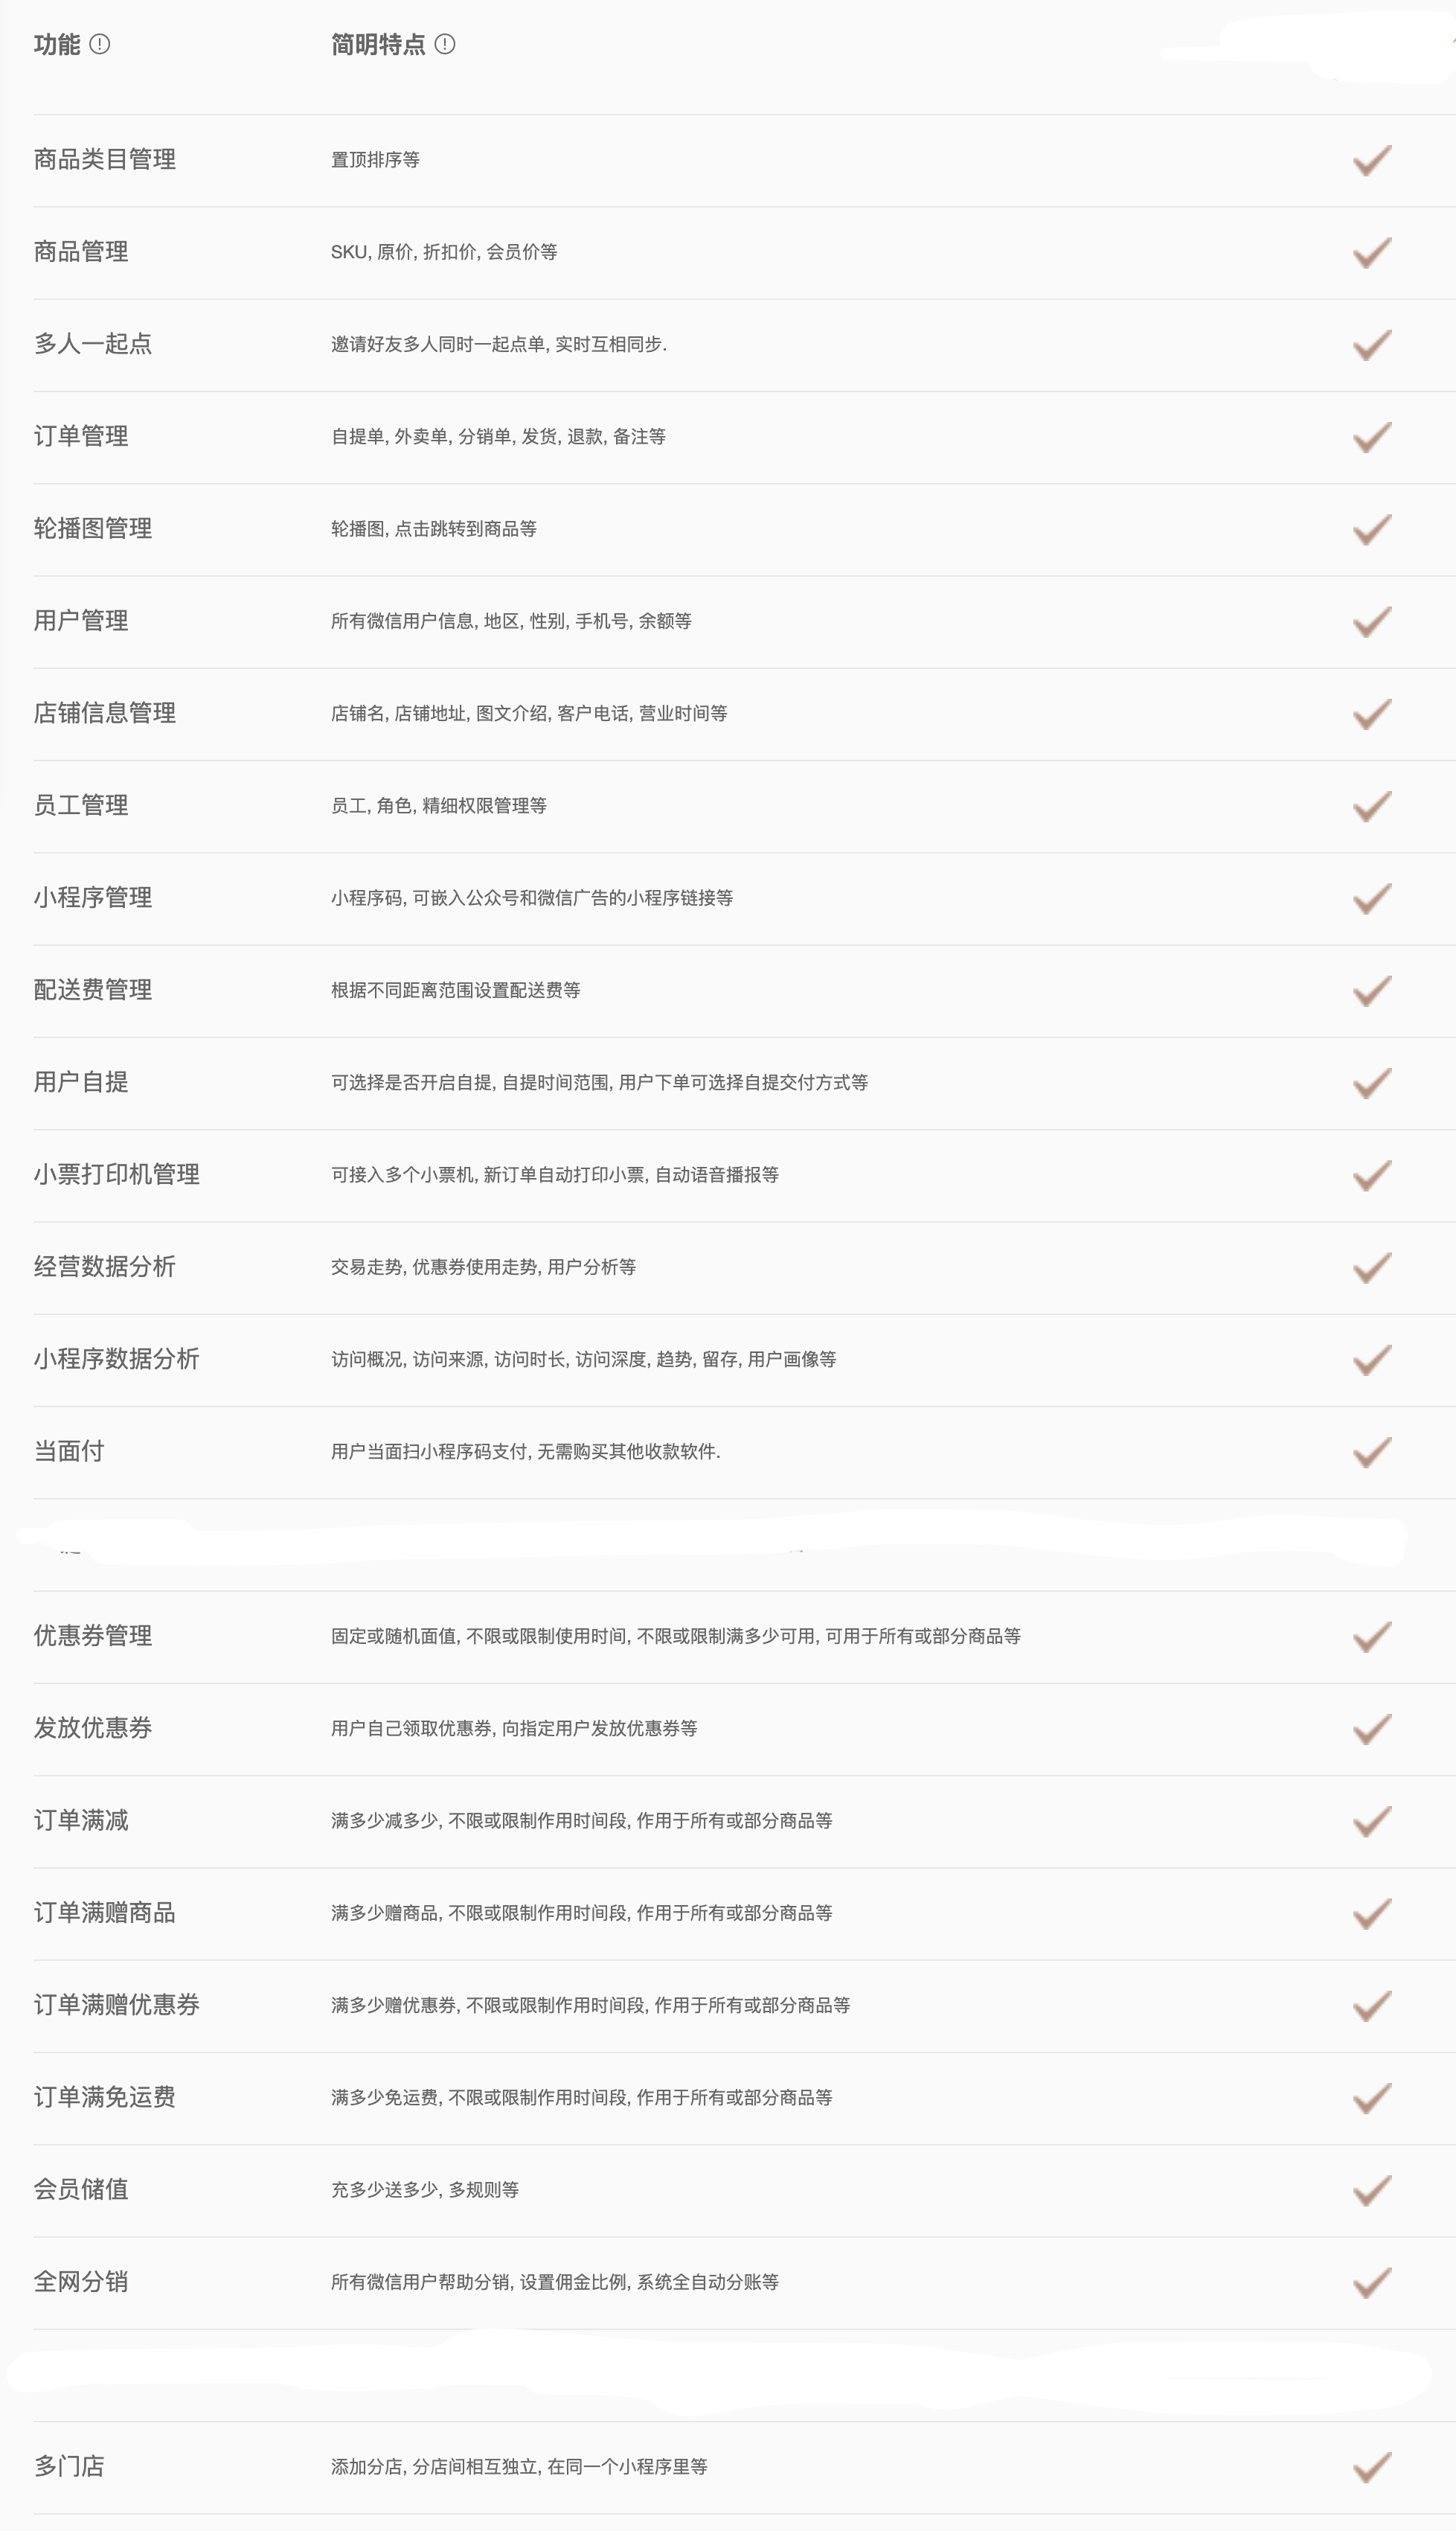 功能 简明特点
商品类目管理 置顶排序等
商品管理 SKU, 原价, 折扣价, 会员价等
多人一起点 邀请好友多人同时一起点单, 实时互相同步.
订单管理 自提单, 外卖单, 分销单, 发货, 退款, 备注等
轮播图管理 轮播图, 点击跳转到商品等
用户管理 所有微信用户信息, 地区, 性别, 手机号, 余额等
店铺信息管理 店铺名, 店铺地址, 图文介绍, 客户电话, 营业时间等
员工管理 员工, 角色, 精细权限管理等
小程序管理 小程序码, 可嵌入公众号和微信广告的小程序链接等
配送费管理 根据不同距离范围设置配送费等
用户自提 可选择是否开启自提, 自提时间范围, 用户下单可选择自提交付方式等
小票打印机管理 可接入多个小票机, 新订单自动打印小票, 自动语音播报等
经营数据分析 交易走势, 优惠券使用走势, 用户分析等
小程序数据分析 访问概况, 访问来源, 访问时长, 访问深度, 趋势, 留存, 用户画像等
当面付 用户当面扫小程序码支付, 无需购买其他收款软件.
优惠券管理 固定或随机面值, 不限或限制使用时间, 不限或限制满多少可用, 可用于所有或部分商品等
发放优惠券 用户自己领取优惠券, 向指定用户发放优惠券等
订单满减 满多少减多少, 不限或限制作用时间段, 作用于所有或部分商品等
订单满赠商品 满多少赠商品, 不限或限制作用时间段, 作用于所有或部分商品等
订单满赠优惠券 满多少赠优惠券, 不限或限制作用时间段, 作用于所有或部分商品等
订单满免运费 满多少免运费, 不限或限制作用时间段, 作用于所有或部分商品等
会员储值 充多少送多少, 多规则等
全网分销 所有微信用户帮助分销, 设置佣金比例, 系统全自动分账等
多门店 添加分店, 分店间相互独立, 在同一个小程序里等